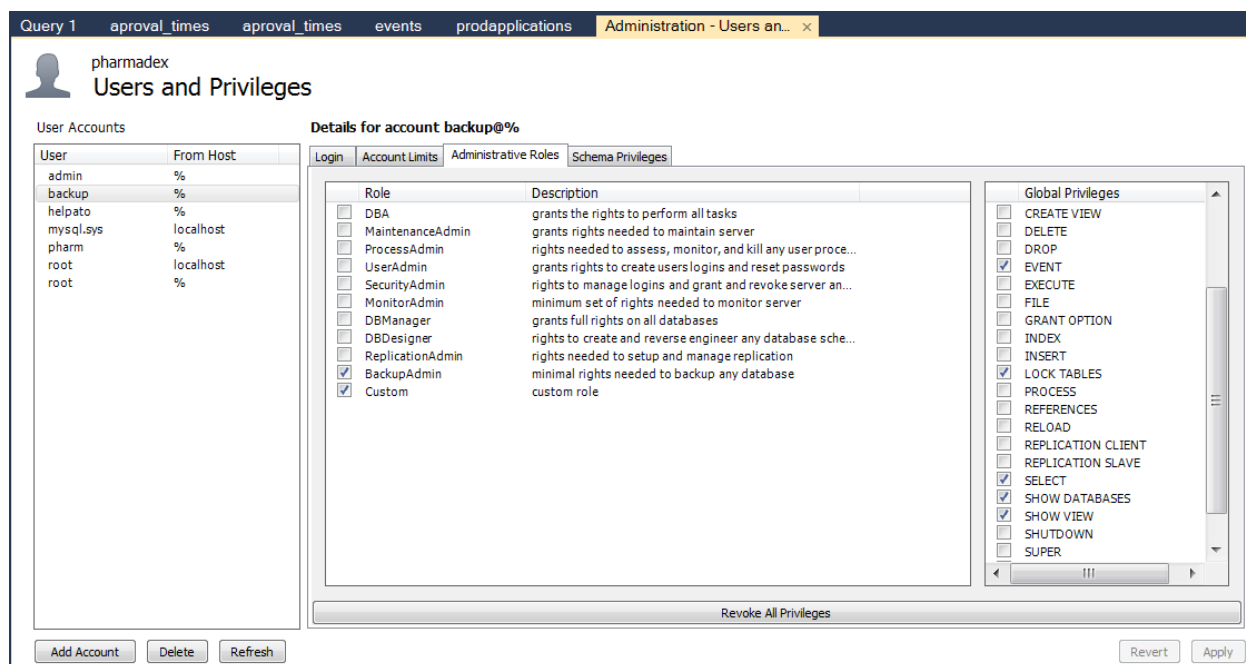 Query 1 aproval_times aproval_times events prodapplications Administration - Users an... ×
pharmadex
Users and Privileges
User Accounts
User From Host
admin %
backup %
helpato %
mysql.sys localhost
pharm %
root localhost
root %
Add Account Delete Refresh
Details for account backup@%
Login Account Limits Administrative Roles Schema Privileges
Role Description
DBA grants the rights to perform all tasks
MaintenanceAdmin grants rights needed to maintain server
ProcessAdmin rights needed to assess, monitor, and kill any user proce...
UserAdmin grants rights to create users logins and reset passwords
SecurityAdmin rights to manage logins and grant and revoke server an...
MonitorAdmin minimum set of rights needed to monitor server
DBManager grants full rights on all databases
DBDesigner rights to create and reverse engineer any database sche...
ReplicationAdmin rights needed to setup and manage replication
BackupAdmin minimal rights needed to backup any database
Custom custom role
Global Privileges
CREATE VIEW
DELETE
DROP
EVENT
EXECUTE
FILE
GRANT OPTION
INDEX
INSERT
LOCK TABLES
PROCESS
REFERENCES
RELOAD
REPLICATION CLIENT
REPLICATION SLAVE
SELECT
SHOW DATABASES
SHOW VIEW
SHUTDOWN
SUPER
Revoke All Privileges
Revert Apply